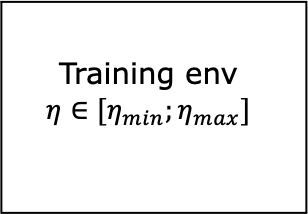 Training env
η ∈ [η_min; η_max]